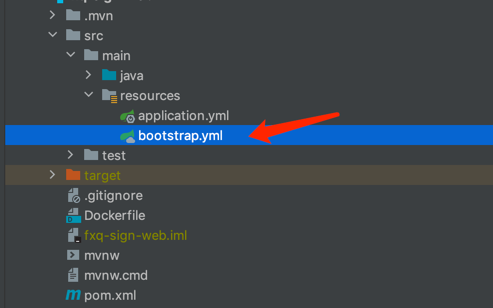 .mvn
src
main
java
resources
application.yml
bootstrap.yml
test
target
.gitignore
Dockerfile
fxq-sign-web.iml
mvnw
mvnw.cmd
pom.xml